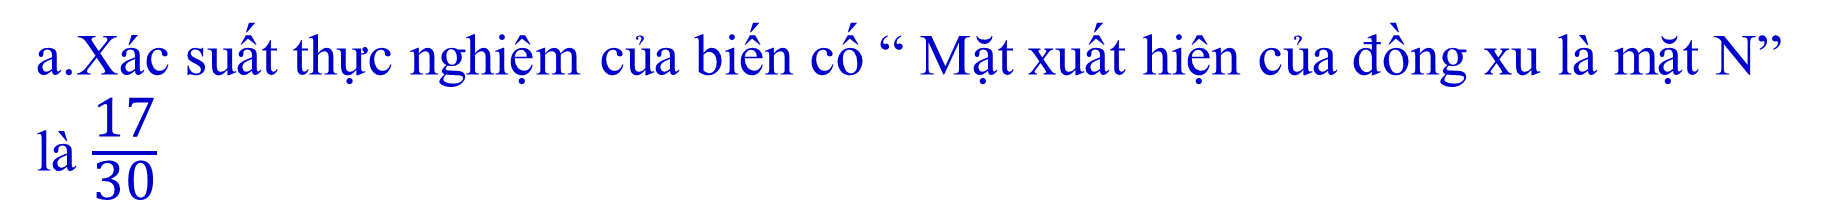 a.Xác suất thực nghiệm của biến cố “ Mặt xuất hiện của đồng xu là mặt N”
là 17/30